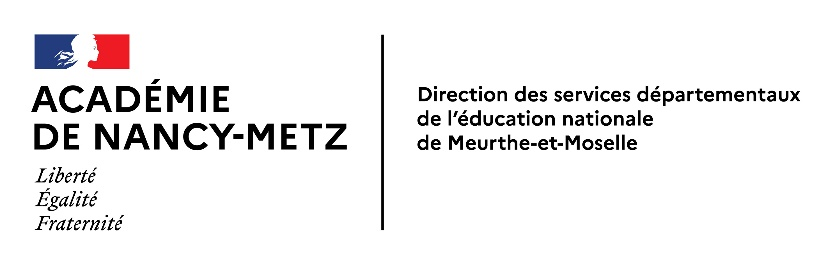 ACADÉMIE
DE NANCY-METZ
Liberté
Égalité
Fraternité
Direction des services départementaux
de l'éducation nationale
de Meurthe-et-Moselle